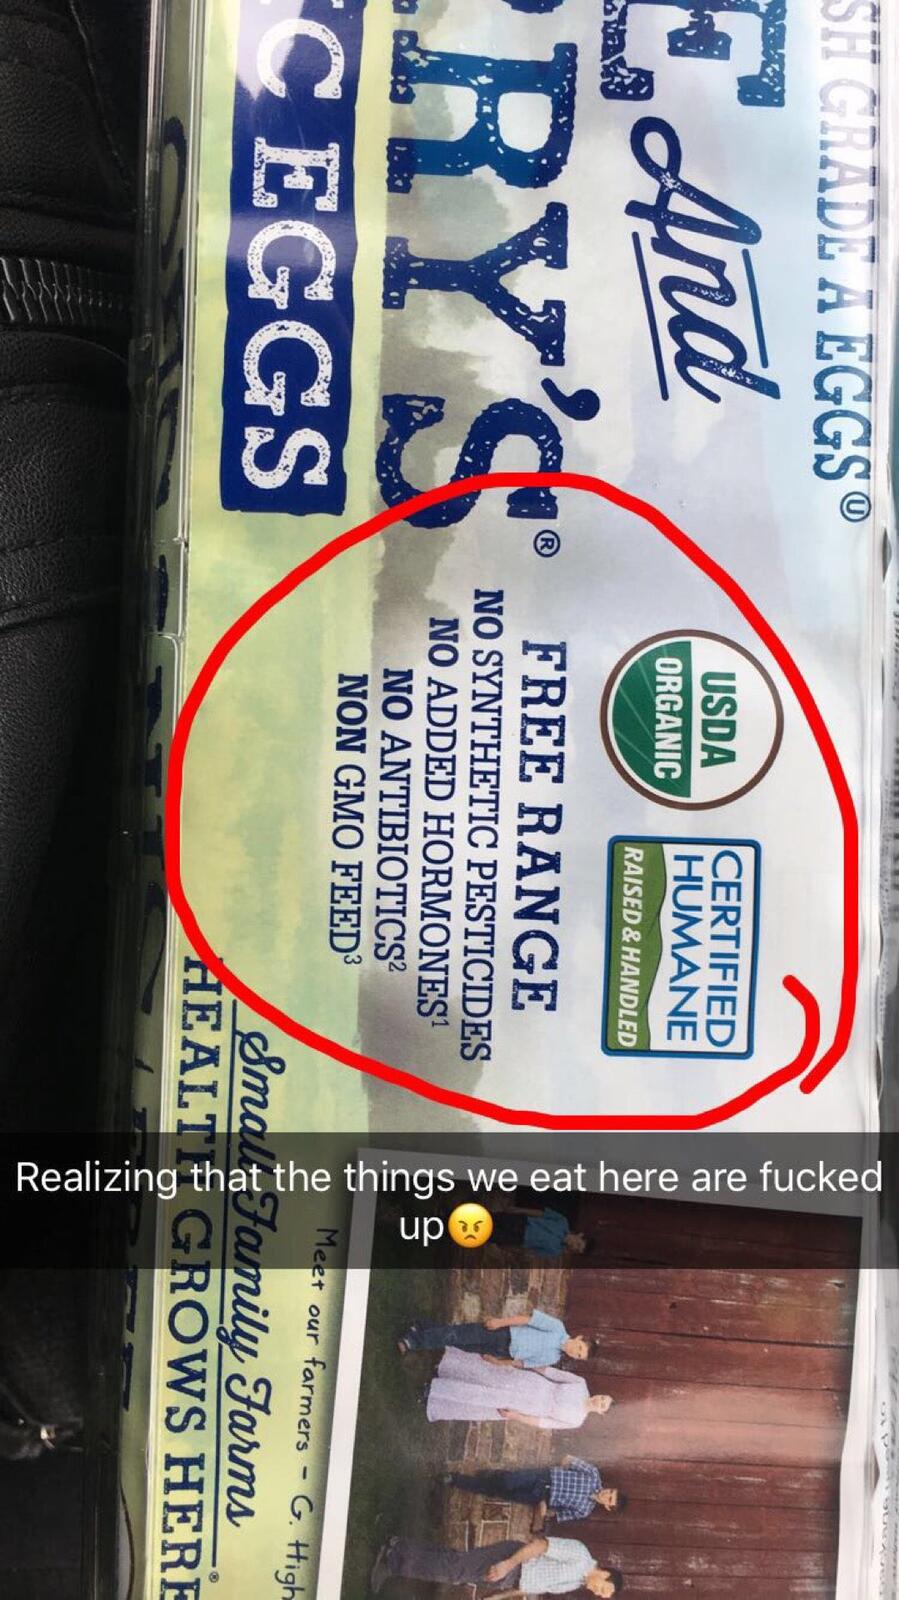 SH GRADE A EGGS Ⓤ
E And
RY'S®
C EGGS
USDA
ORGANIC
CERTIFIED
HUMANE
RAISED & HANDLED
FREE RANGE
NO SYNTHETIC PESTICIDES
NO ADDED HORMONES¹
NO ANTIBIOTICS²
NON GMO FEED³
Meet our farmers - G. High
Small Family Farms
HEALTH GROWS HERE®
Realizing that the things we eat here are fucked
up😠